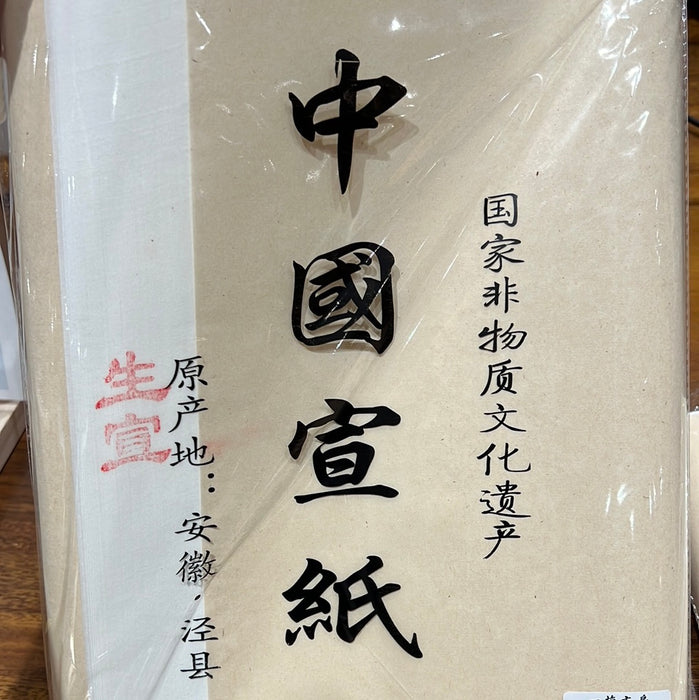 国家非物质文化遗产
中國宣紙
原产地：安徽，泾县
生宣